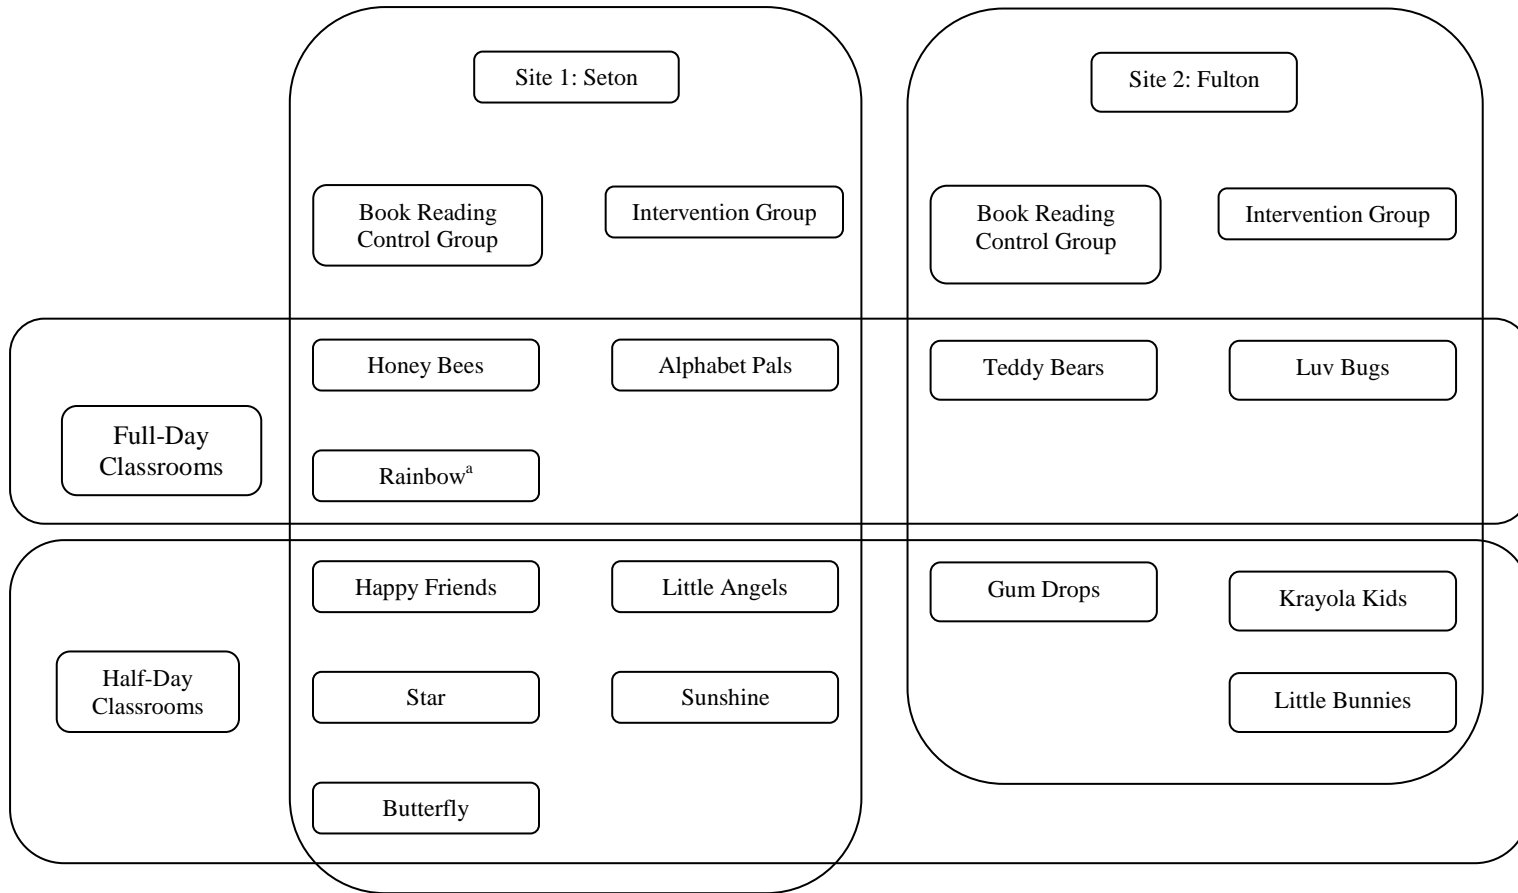 Site 1: Seton
Site 2: Fulton
Book Reading
Control Group
Intervention Group
Book Reading
Control Group
Intervention Group
Full-Day
Classrooms
Honey Bees
Alphabet Pals
Teddy Bears
Luv Bugs
Rainbowᵃ
Half-Day
Classrooms
Happy Friends
Little Angels
Gum Drops
Krayola Kids
Star
Sunshine
Little Bunnies
Butterfly